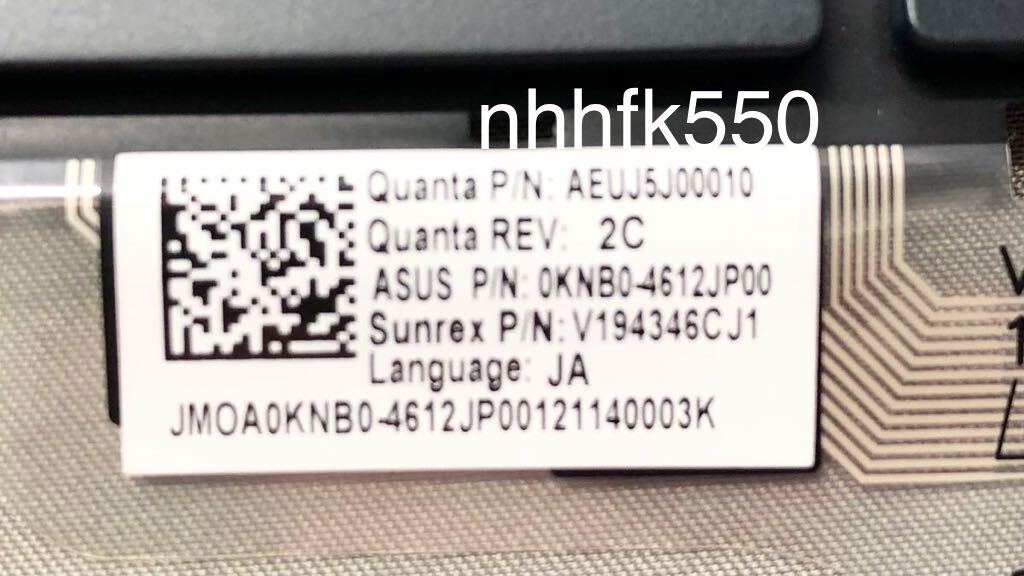 nhhfk550
Quanta P/N: AEUJ5J00010
Quanta REV: 2C
ASUS P/N: 0KNB0-4612JP00
Sunrex P/N: V194346CJ1
Language: JA
JMOA0KNB0-4612JP00121140003K